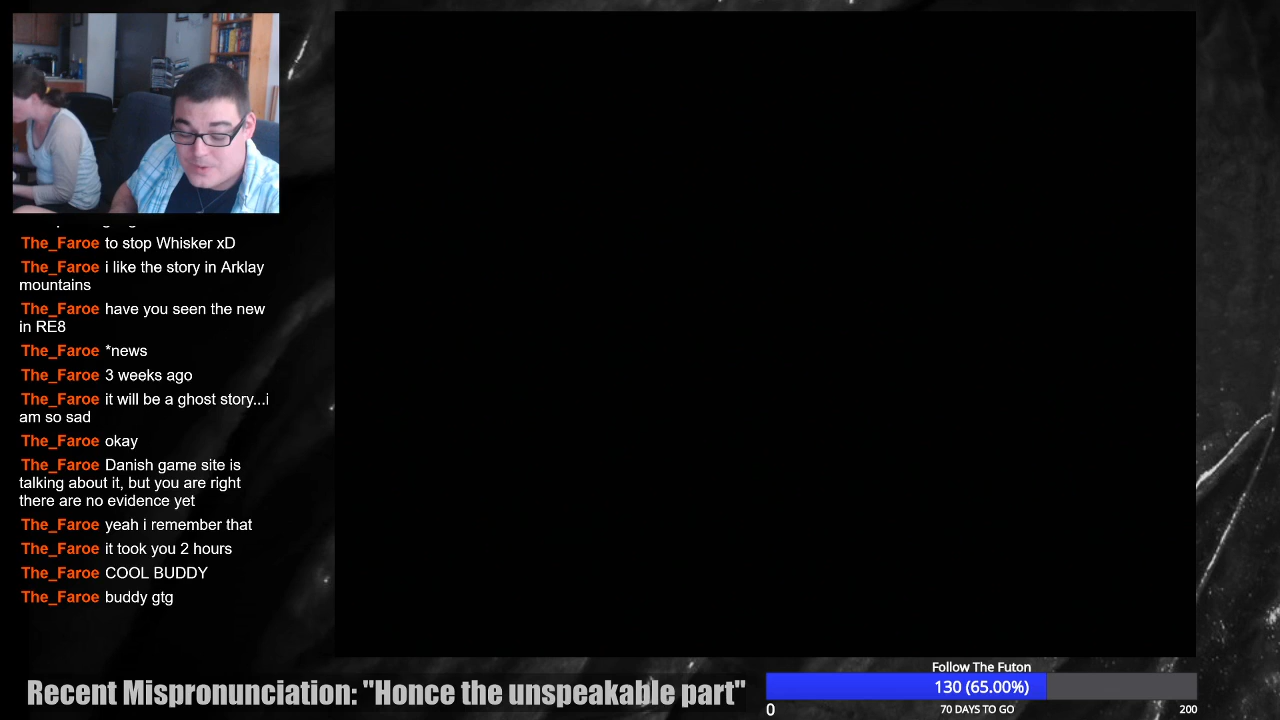 The_Faroe to stop Whisker xD
The_Faroe i like the story in Arklay
mountains
The_Faroe have you seen the new
in RE8
The_Faroe *news
The_Faroe 3 weeks ago
The_Faroe it will be a ghost story...i
am so sad
The_Faroe okay
The_Faroe Danish game site is
talking about it, but you are right
there are no evidence yet
The_Faroe yeah i remember that
The_Faroe it took you 2 hours
The_Faroe COOL BUDDY
The_Faroe buddy gtg
Recent Mispronunciation: "Honce the unspeakable part"
Follow The Futon
130 (65.00%)
0
70 DAYS TO GO
200